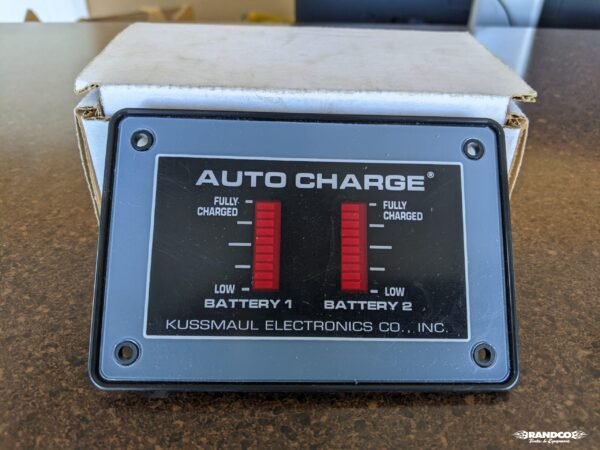 AUTO CHARGE®
FULLY CHARGED
FULLY CHARGED
LOW
LOW
BATTERY 1
BATTERY 2
KUSSMAUL ELECTRONICS CO., INC.
BRANDCO